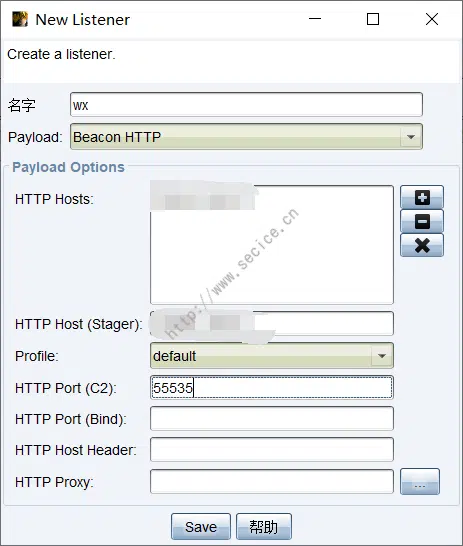 New Listener
Create a listener.
名字 wx
Payload: Beacon HTTP
Payload Options
HTTP Hosts:
http://www.secice.cn
HTTP Host (Stager):
Profile: default
HTTP Port (C2): 55535
HTTP Port (Bind):
HTTP Host Header:
HTTP Proxy: ...
Save 帮助